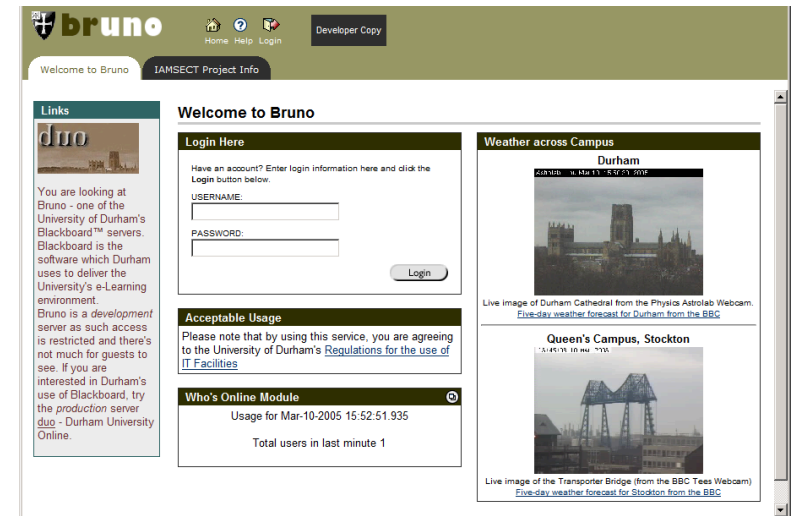 bruno
Home Help Login
Developer Copy
Welcome to Bruno
IAMSECT Project Info
Links
duo
You are looking at
Bruno - one of the
University of Durham's
Blackboard™ servers.
Blackboard is the
software which Durham
uses to deliver the
University's e-Learning
environment.
Bruno is a development
server as such access
is restricted and there's
not much for guests to
see. If you are
interested in Durham's
use of Blackboard, try
the production server
duo - Durham University
Online.
Welcome to Bruno
Login Here
Have an account? Enter login information here and click the
Login button below.
USERNAME:
PASSWORD:
Login
Acceptable Usage
Please note that by using this service, you are agreeing
to the University of Durham's Regulations for the use of
IT Facilities
Who's Online Module
Usage for Mar-10-2005 15:52:51.935
Total users in last minute 1
Weather across Campus
Durham
Live image of Durham Cathedral from the Physics Astrolab Webcam.
Five-day weather forecast for Durham from the BBC
Queen's Campus, Stockton
Live image of the Transporter Bridge (from the BBC Tees Webcam)
Five-day weather forecast for Stockton from the BBC